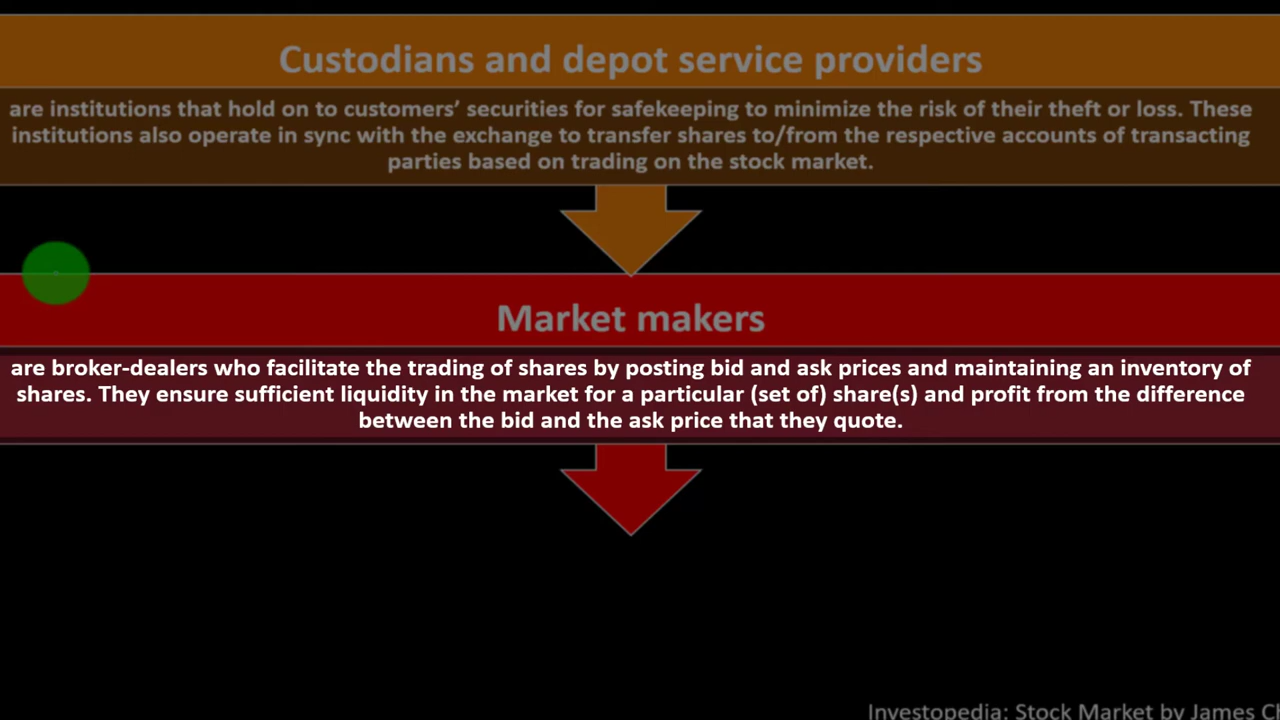 Custodians and depot service providers
are institutions that hold on to customers’ securities for safekeeping to minimize the risk of their theft or loss. These
institutions also operate in sync with the exchange to transfer shares to/from the respective accounts of transacting
parties based on trading on the stock market.
Market makers
are broker-dealers who facilitate the trading of shares by posting bid and ask prices and maintaining an inventory of
shares. They ensure sufficient liquidity in the market for a particular (set of) share(s) and profit from the difference
between the bid and the ask price that they quote.
Investopedia: Stock Market by James